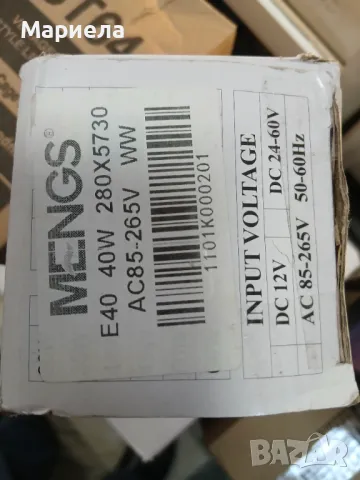 Мариела
MENGS®
E40 40W 280X5730
AC85-265V WW
1101K000201
INPUT VOLTAGE
DC 12V DC 24-60V
AC 85-265V 50-60Hz
BAZAR